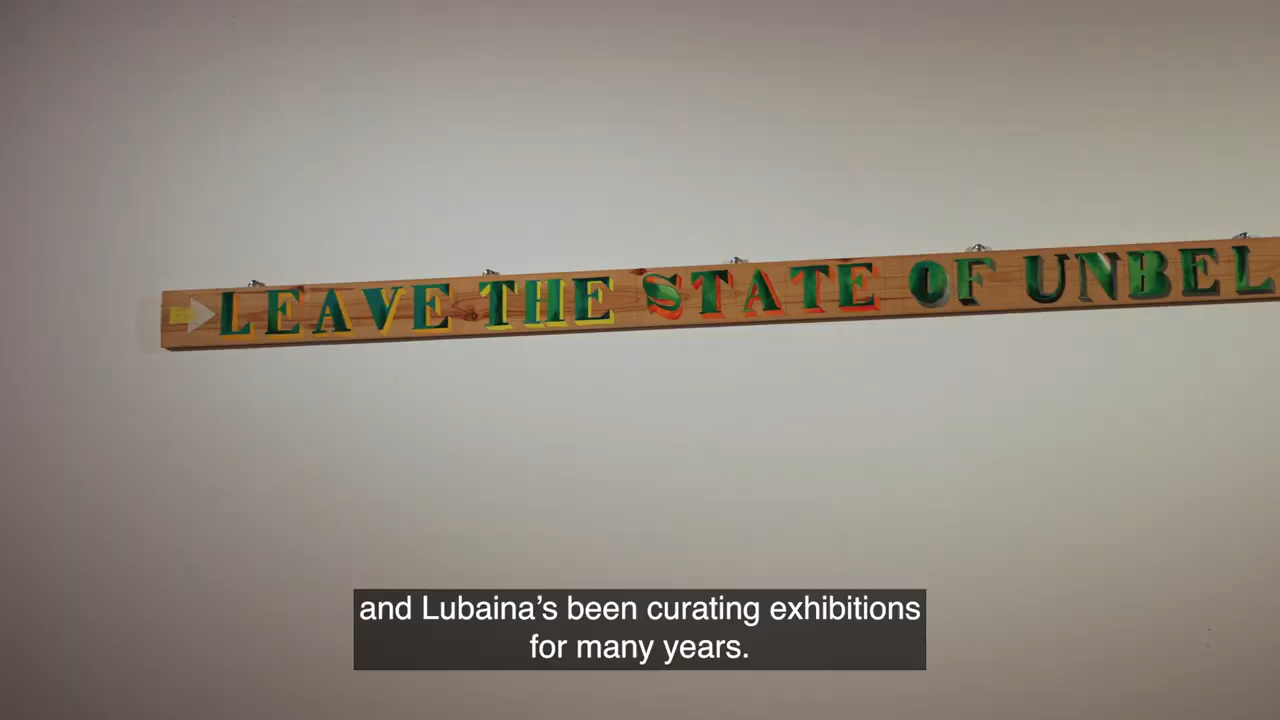 LEAVE THE STATE OF UNBEL
and Lubaina's been curating exhibitions
for many years.